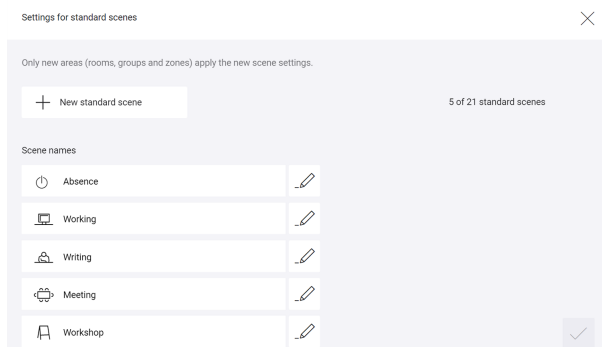 Settings for standard scenes
Only new areas (rooms, groups and zones) apply the new scene settings.
New standard scene
5 of 21 standard scenes
Scene names
Absence
Working
Writing
Meeting
Workshop